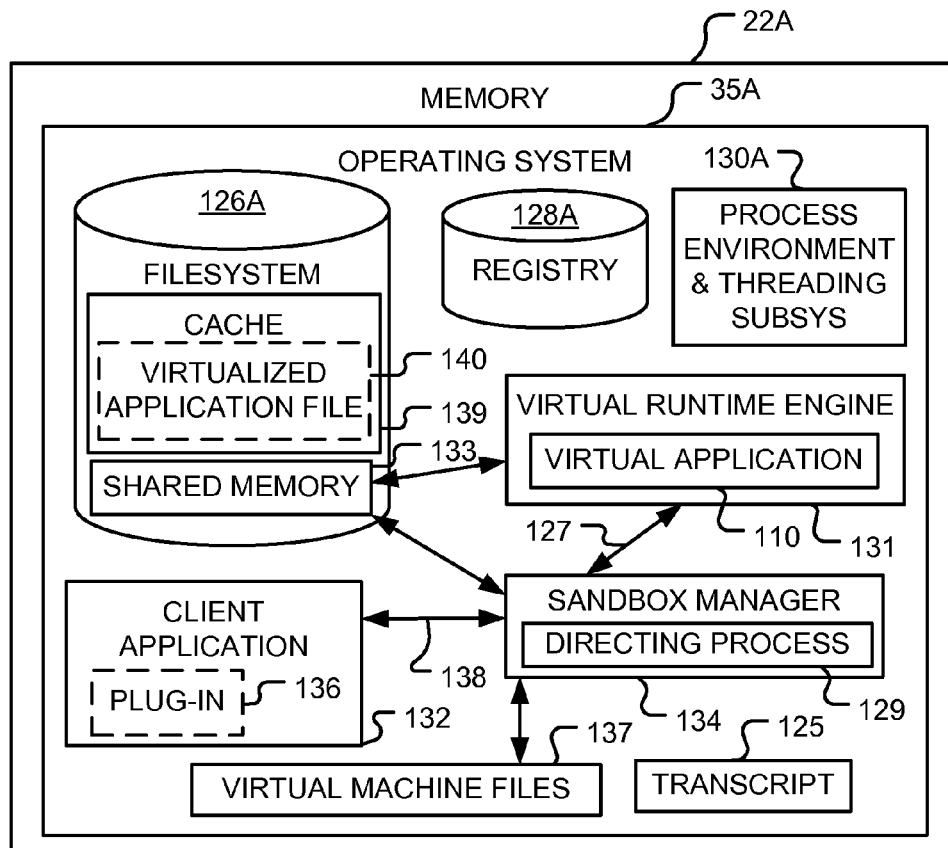 22A
MEMORY
35A
OPERATING SYSTEM
130A
126A
128A
PROCESS
ENVIRONMENT
& THREADING
SUBSYS
FILESYSTEM
REGISTRY
CACHE
VIRTUALIZED
APPLICATION FILE
140
139
VIRTUAL RUNTIME ENGINE
VIRTUAL APPLICATION
133
SHARED MEMORY
127
110
131
CLIENT
APPLICATION
PLUG-IN
136
132
138
SANDBOX MANAGER
DIRECTING PROCESS
134
129
137
125
VIRTUAL MACHINE FILES
TRANSCRIPT